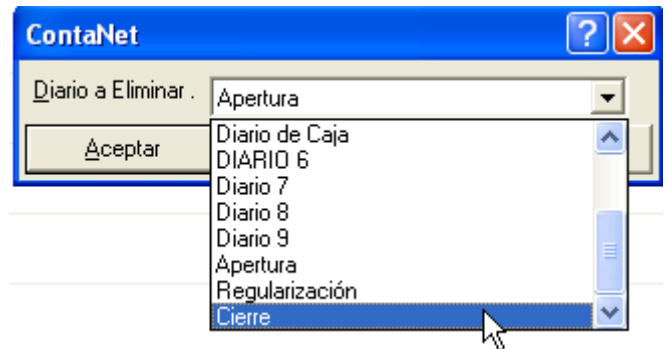 ContaNet
Diario a Eliminar .
Apertura
Aceptar
Diario de Caja
DIARIO 6
Diario 7
Diario 8
Diario 9
Apertura
Regularización
Cierre